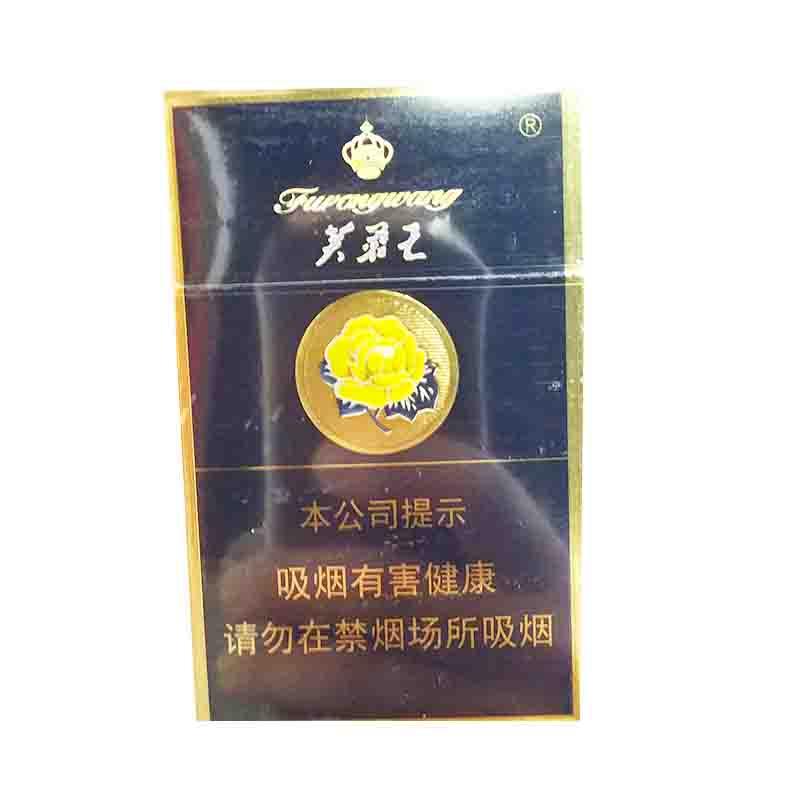 ®
Furongwang
芙蓉王
本公司提示
吸烟有害健康
请勿在禁烟场所吸烟